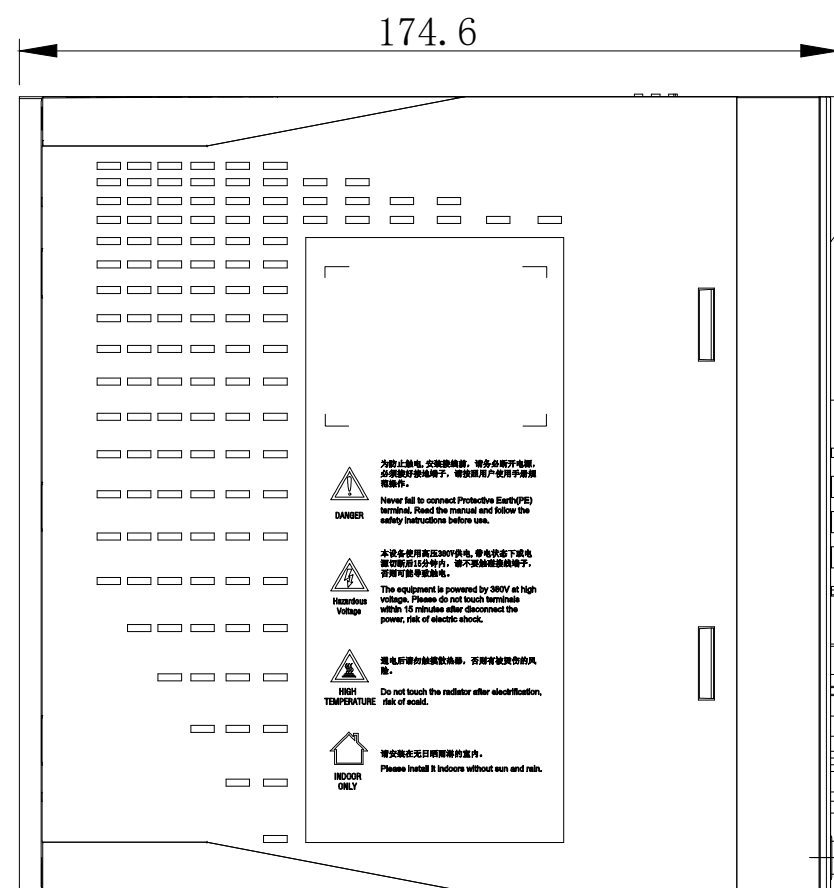 174.6
为防止触电,安装接线前，请务必断开电源，
必须接好接地端子，请按照用户使用手册规
范操作。
Never fail to connect Protective Earth(PE)
terminal. Read the manual and follow the
safety instructions before use.
DANGER
本设备使用高压380V供电,带电状态下或电
源切断后15分钟内，请不要触碰接线端子，
否则可能导致触电。
The equipment is powered by 380V at high
voltage. Please do not touch terminals
within 15 minutes after disconnect the
power, risk of electric shock.
Hazardous
Voltage
通电后请勿触摸散热器，否则有被烫伤的风
险。
Do not touch the radiator after electrification,
risk of scald.
HIGH
TEMPERATURE
请安装在无日晒雨淋的室内。
Please install it indoors without sun and rain.
INDOOR
ONLY